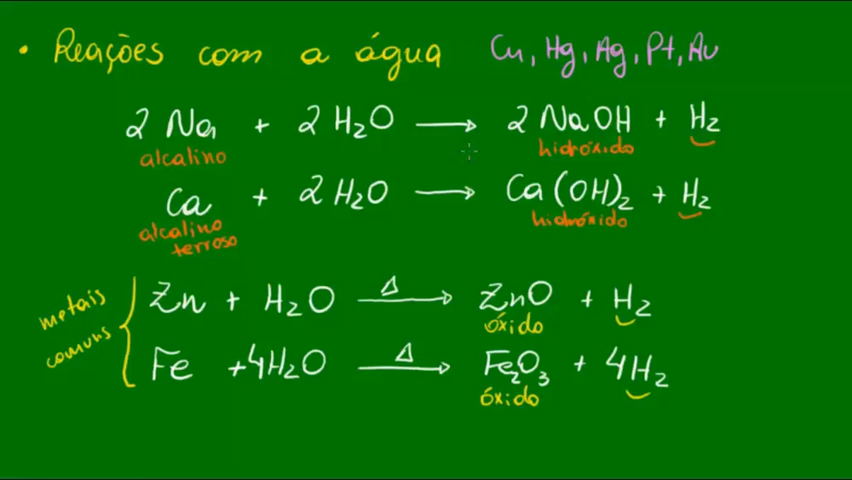 • Reações com a água Cu, Hg, Ag, Pt, Au
2 Na + 2 H₂O → 2 NaOH + H₂
alcalino hidróxido
Ca + 2 H₂O → Ca(OH)₂ + H₂
alcalino hidróxido
terroso
metais
comuns
Zn + H₂O Δ→ ZnO + H₂
óxido
Fe + 4H₂O Δ→ Fe₂O₃ + 4H₂
óxido